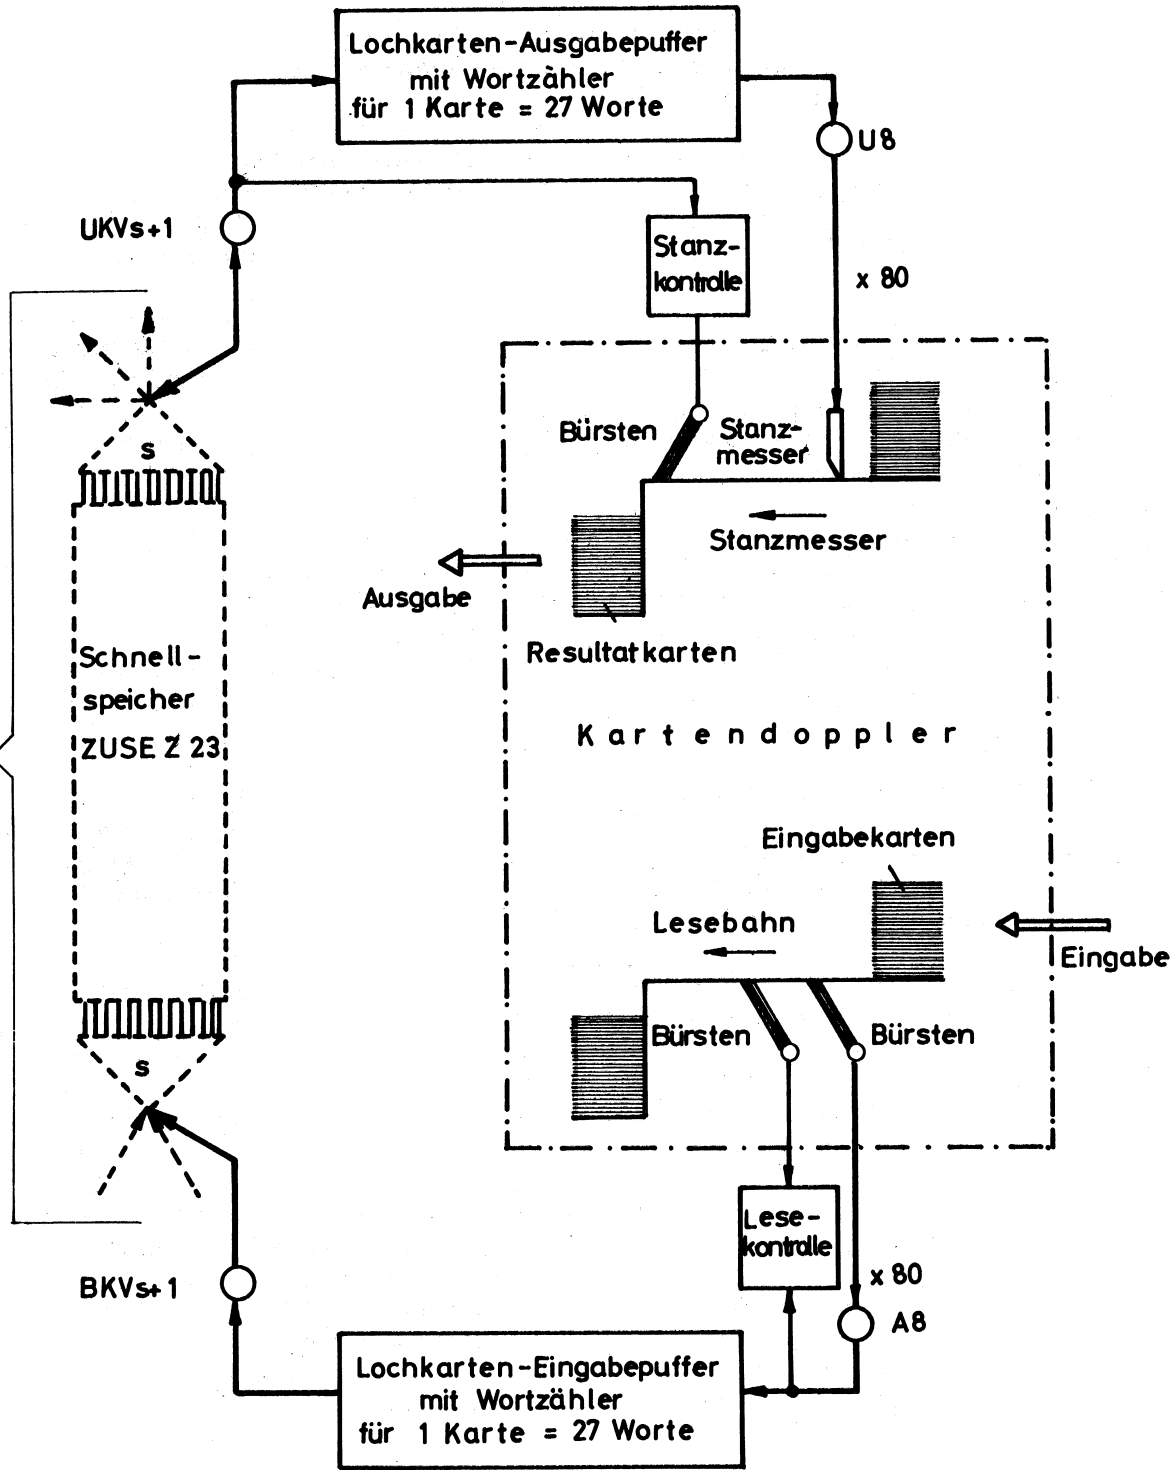 Lochkarten-Ausgabepuffer
mit Wortzähler
für 1 Karte = 27 Worte
U8
UKVs+1
Stanz-
kontrolle
x 80
Bürsten
Stanz-
messer
s
Stanzmesser
Ausgabe
Resultatkarten
Schnell-
speicher
ZUSE Z 23
Kartendoppler
Eingabekarten
Lesebahn
Eingabe
Bürsten
Bürsten
s
Lese-
kontrolle
x 80
BKVs+1
A8
Lochkarten-Eingabepuffer
mit Wortzähler
für 1 Karte = 27 Worte